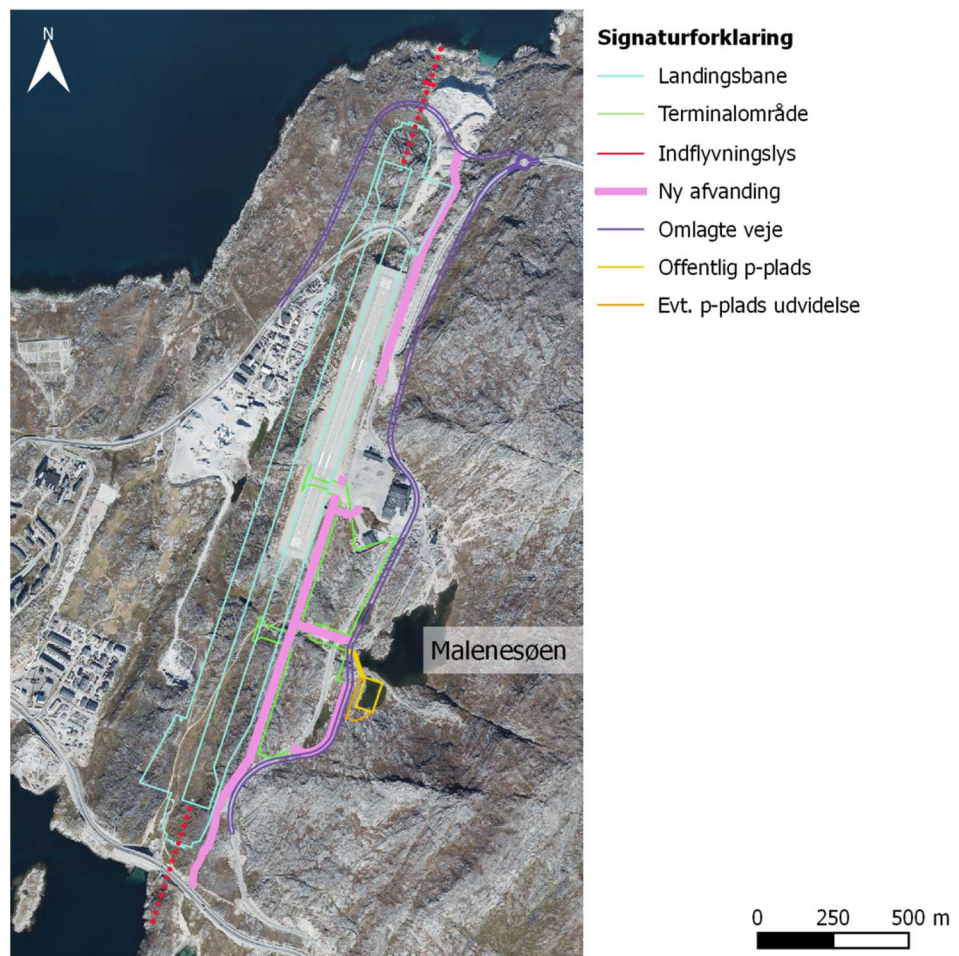 N
Signaturforklaring
Landingsbane
Terminalområde
Indflyvningslys
Ny afvanding
Omlagte veje
Offentlig p-plads
Evt. p-plads udvidelse
Malenesøen
0 250 500 m